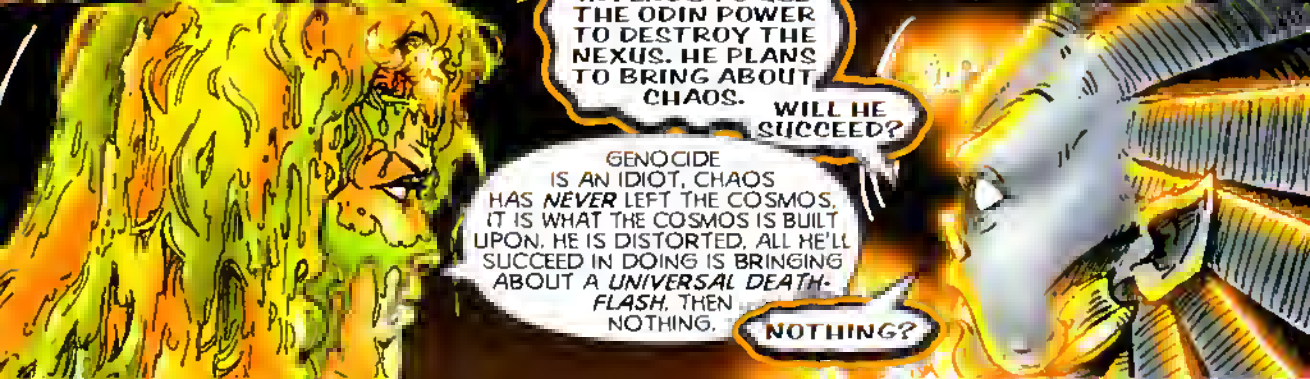 THE ODIN POWER
TO DESTROY THE
NEXUS. HE PLANS
TO BRING ABOUT
CHAOS.
WILL HE
SUCCEED?
GENOCIDE
IS AN IDIOT, CHAOS
HAS NEVER LEFT THE COSMOS,
IT IS WHAT THE COSMOS IS BUILT
UPON. HE IS DISTORTED, ALL HE'LL
SUCCEED IN DOING IS BRINGING
ABOUT A UNIVERSAL DEATH-
FLASH. THEN...
NOTHING.
NOTHING?